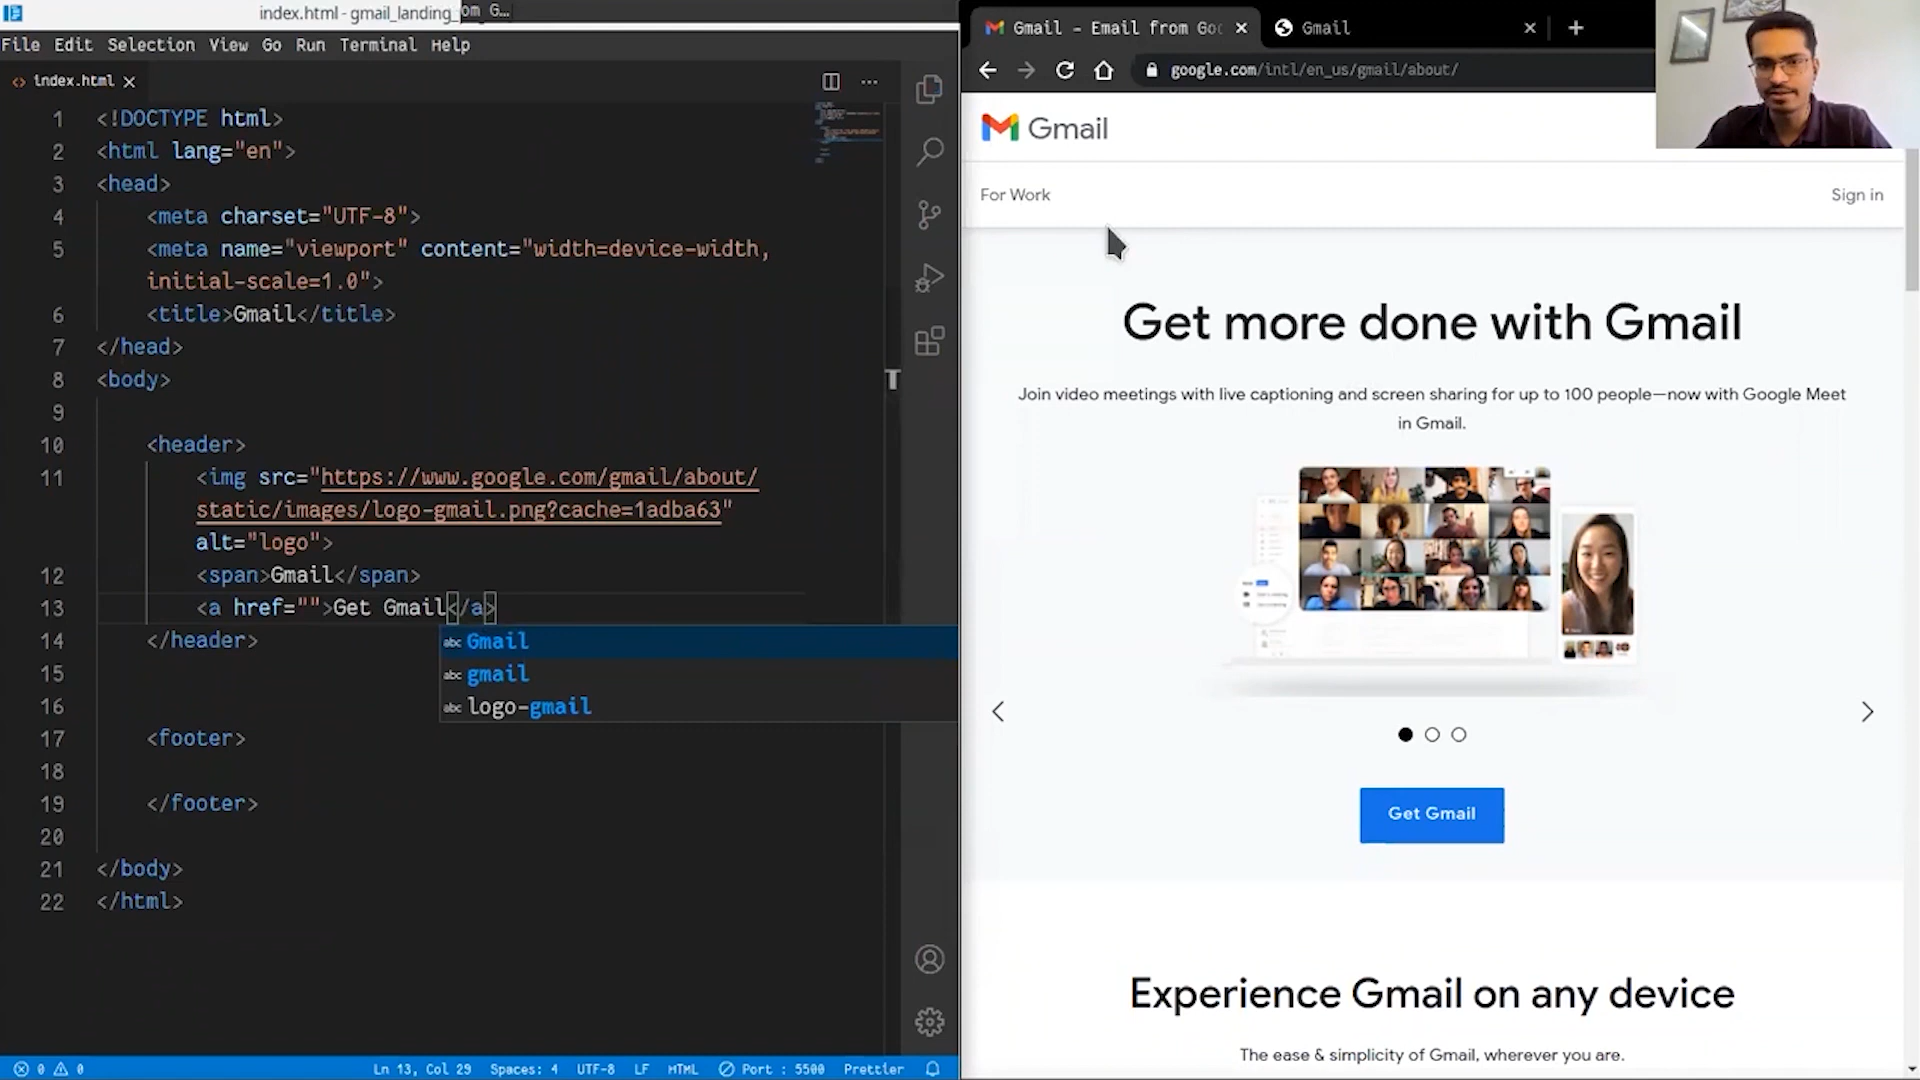 index.html - gmail_landing_
om G...
File Edit Selection View Go Run Terminal Help
index.html
1 <!DOCTYPE html>
2 <html lang="en">
3 <head>
4 <meta charset="UTF-8">
5 <meta name="viewport" content="width=device-width,
initial-scale=1.0">
6 <title>Gmail</title>
7 </head>
8 <body>
9
10 <header>
11 <img src="https://www.google.com/gmail/about/
static/images/logo-gmail.png?cache=1adba63"
alt="logo">
12 <span>Gmail</span>
13 <a href="">Get Gmail</a>
14 </header>
abc Gmail
15
abc gmail
16
abc logo-gmail
17 <footer>
18
19 </footer>
20
21 </body>
22 </html>
0 0 Ln 13, Col 29 Spaces: 4 UTF-8 LF HTML Port : 5500 Prettier
Gmail - Email from Goo
Gmail
google.com/intl/en_us/gmail/about/
Gmail
For Work
Sign in
Get more done with Gmail
Join video meetings with live captioning and screen sharing for up to 100 people—now with Google Meet
in Gmail.
Get Gmail
Experience Gmail on any device
The ease & simplicity of Gmail, wherever you are.